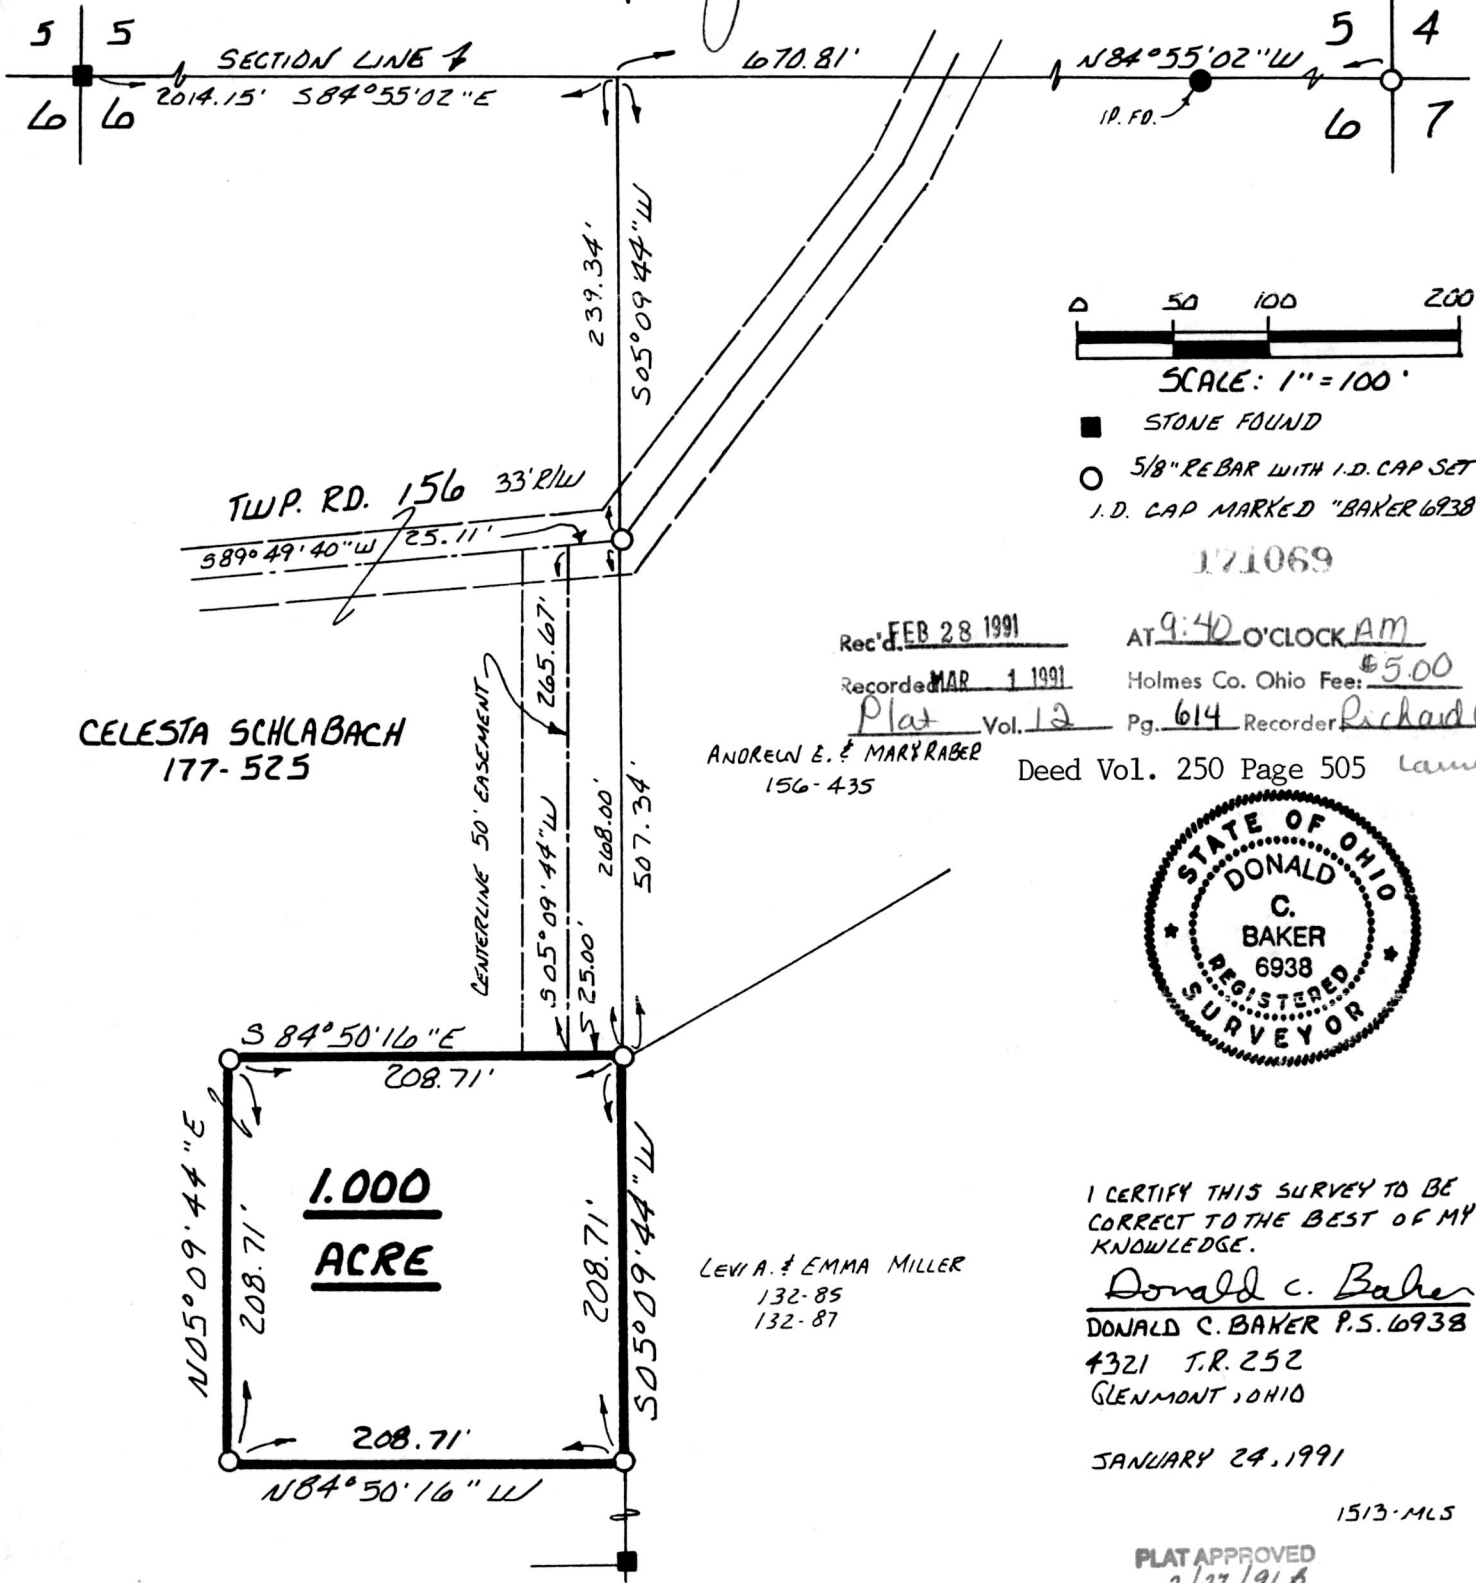 5 5
SECTION LINE
670.81'
N84°55'02"W
5 4
2014.15' S84°55'02"E
6 6
IP. FD.
6 7
239.34'
S05°09'44"W
0 50 100 200
SCALE: 1"=100'
STONE FOUND
5/8" REBAR WITH I.D. CAP SET
I.D. CAP MARKED "BAKER 6938
TWP. RD. 156 33' R/W
S89°49'40"W 25.11'
171069
Rec'd. FEB 28 1991 AT 9:40 O'CLOCK AM
Recorded MAR 1 1991 Holmes Co. Ohio Fee: $5.00
Plat Vol. 12 Pg. 614 Recorder Richard
Deed Vol. 250 Page 505
CENTERLINE 50' EASEMENT
265.67'
S05°09'44"W
25.00'
268.00'
507.34'
CELESTA SCHLABACH
177-525
ANDREW E. & MARY RABER
156-435
STATE OF OHIO
DONALD
C.
BAKER
6938
REGISTERED
SURVEYOR
S84°50'16"E
208.71'
N05°09'44"E
208.71'
1.000
ACRE
208.71'
S05°09'44"W
208.71'
N84°50'16"W
LEVI A. & EMMA MILLER
132-85
132-87
I CERTIFY THIS SURVEY TO BE
CORRECT TO THE BEST OF MY
KNOWLEDGE.
Donald C. Baker
DONALD C. BAKER P.S. 6938
4321 T.R. 252
GLENMONT, OHIO
JANUARY 24, 1991
1513-MLS
PLAT APPROVED